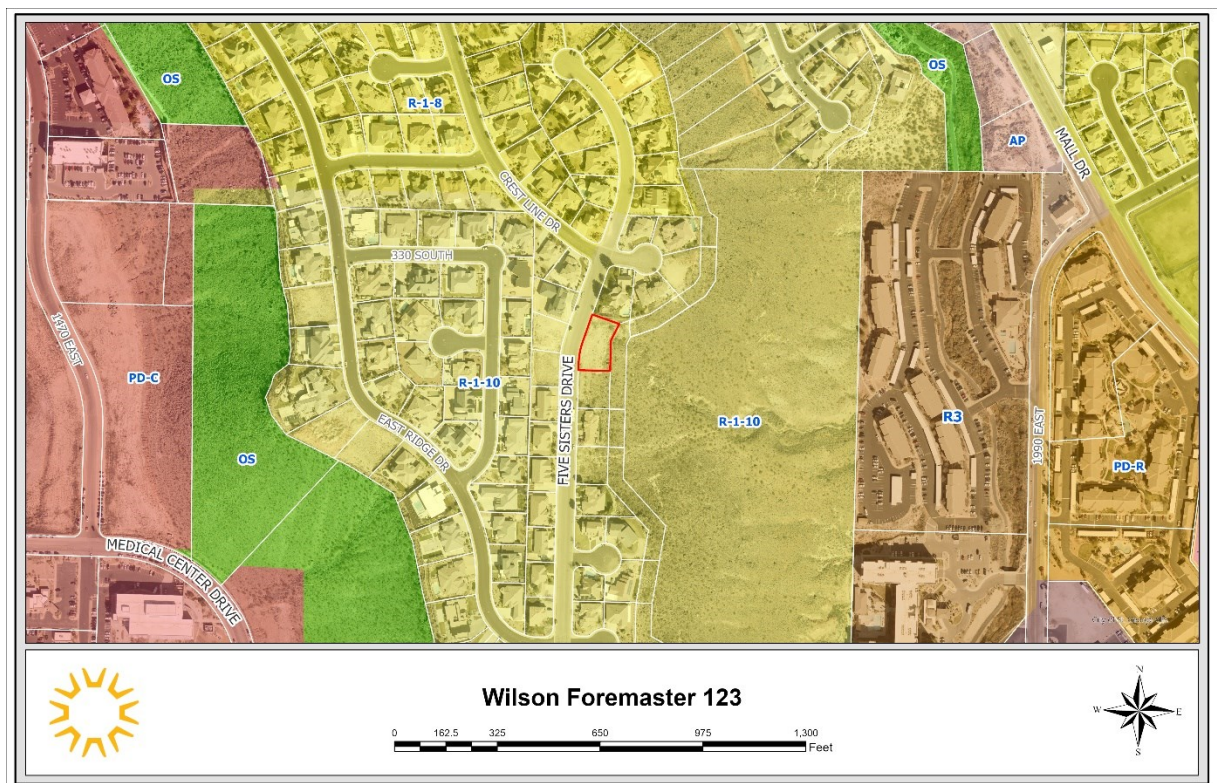 OS
R-1-8
OS
AP
MALL DR
CREST LINE DR
330 SOUTH
1470 EAST
PD-C
R-1-10
FIVE SISTERS DRIVE
R-1-10
R3
EAST RIDGE DR
1990 EAST
OS
PD-R
MEDICAL CENTER DRIVE
Wilson Foremaster 123
0 162.5 325 650 975 1,300
Feet
N
W E
S